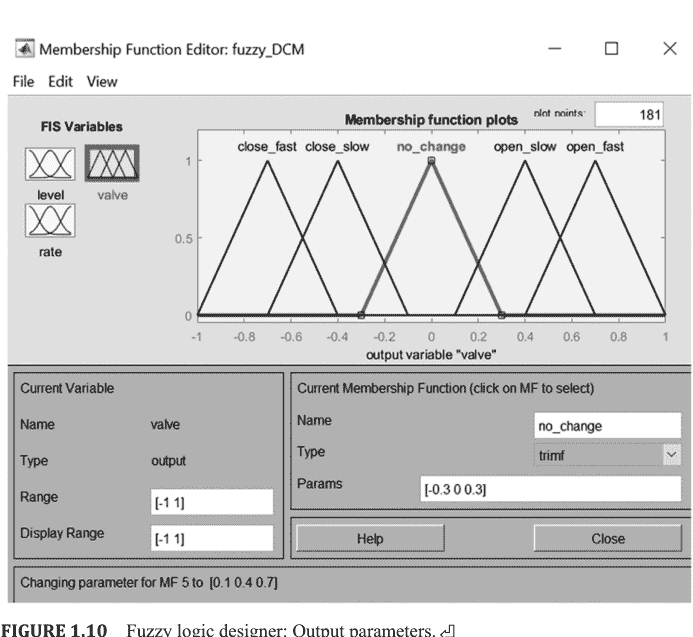 Membership Function Editor: fuzzy_DCM
File Edit View
FIS Variables
level
valve
rate
Membership function plots
plot points:
181
close_fast close_slow no_change open_slow open_fast
1
0.5
0
-1 -0.8 -0.6 -0.4 -0.2 0 0.2 0.4 0.6 0.8 1
output variable "valve"
Current Variable
Name valve
Type output
Range [-1 1]
Display Range [-1 1]
Current Membership Function (click on MF to select)
Name no_change
Type trimf
Params [-0.3 0 0.3]
Help Close
Changing parameter for MF 5 to [0.1 0.4 0.7]
FIGURE 1.10 Fuzzy logic designer: Output parameters. ⏎